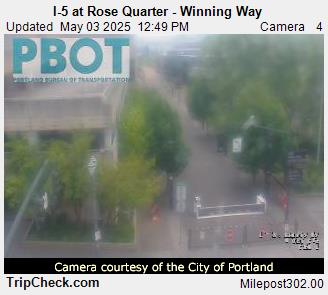 I-5 at Rose Quarter - Winning Way
Updated May 03 2025 12:49 PM Camera 4
PBOT
PORTLAND BUREAU OF TRANSPORTATION
Camera courtesy of the City of Portland
TripCheck.com Milepost302.00